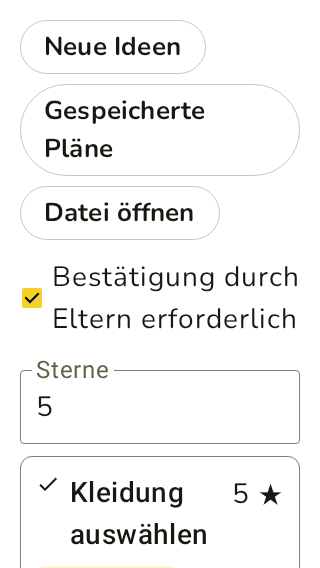 Neue Ideen
Gespeicherte
Pläne
Datei öffnen
Bestätigung durch
Eltern erforderlich
Sterne
5
Kleidung 5 ★
auswählen